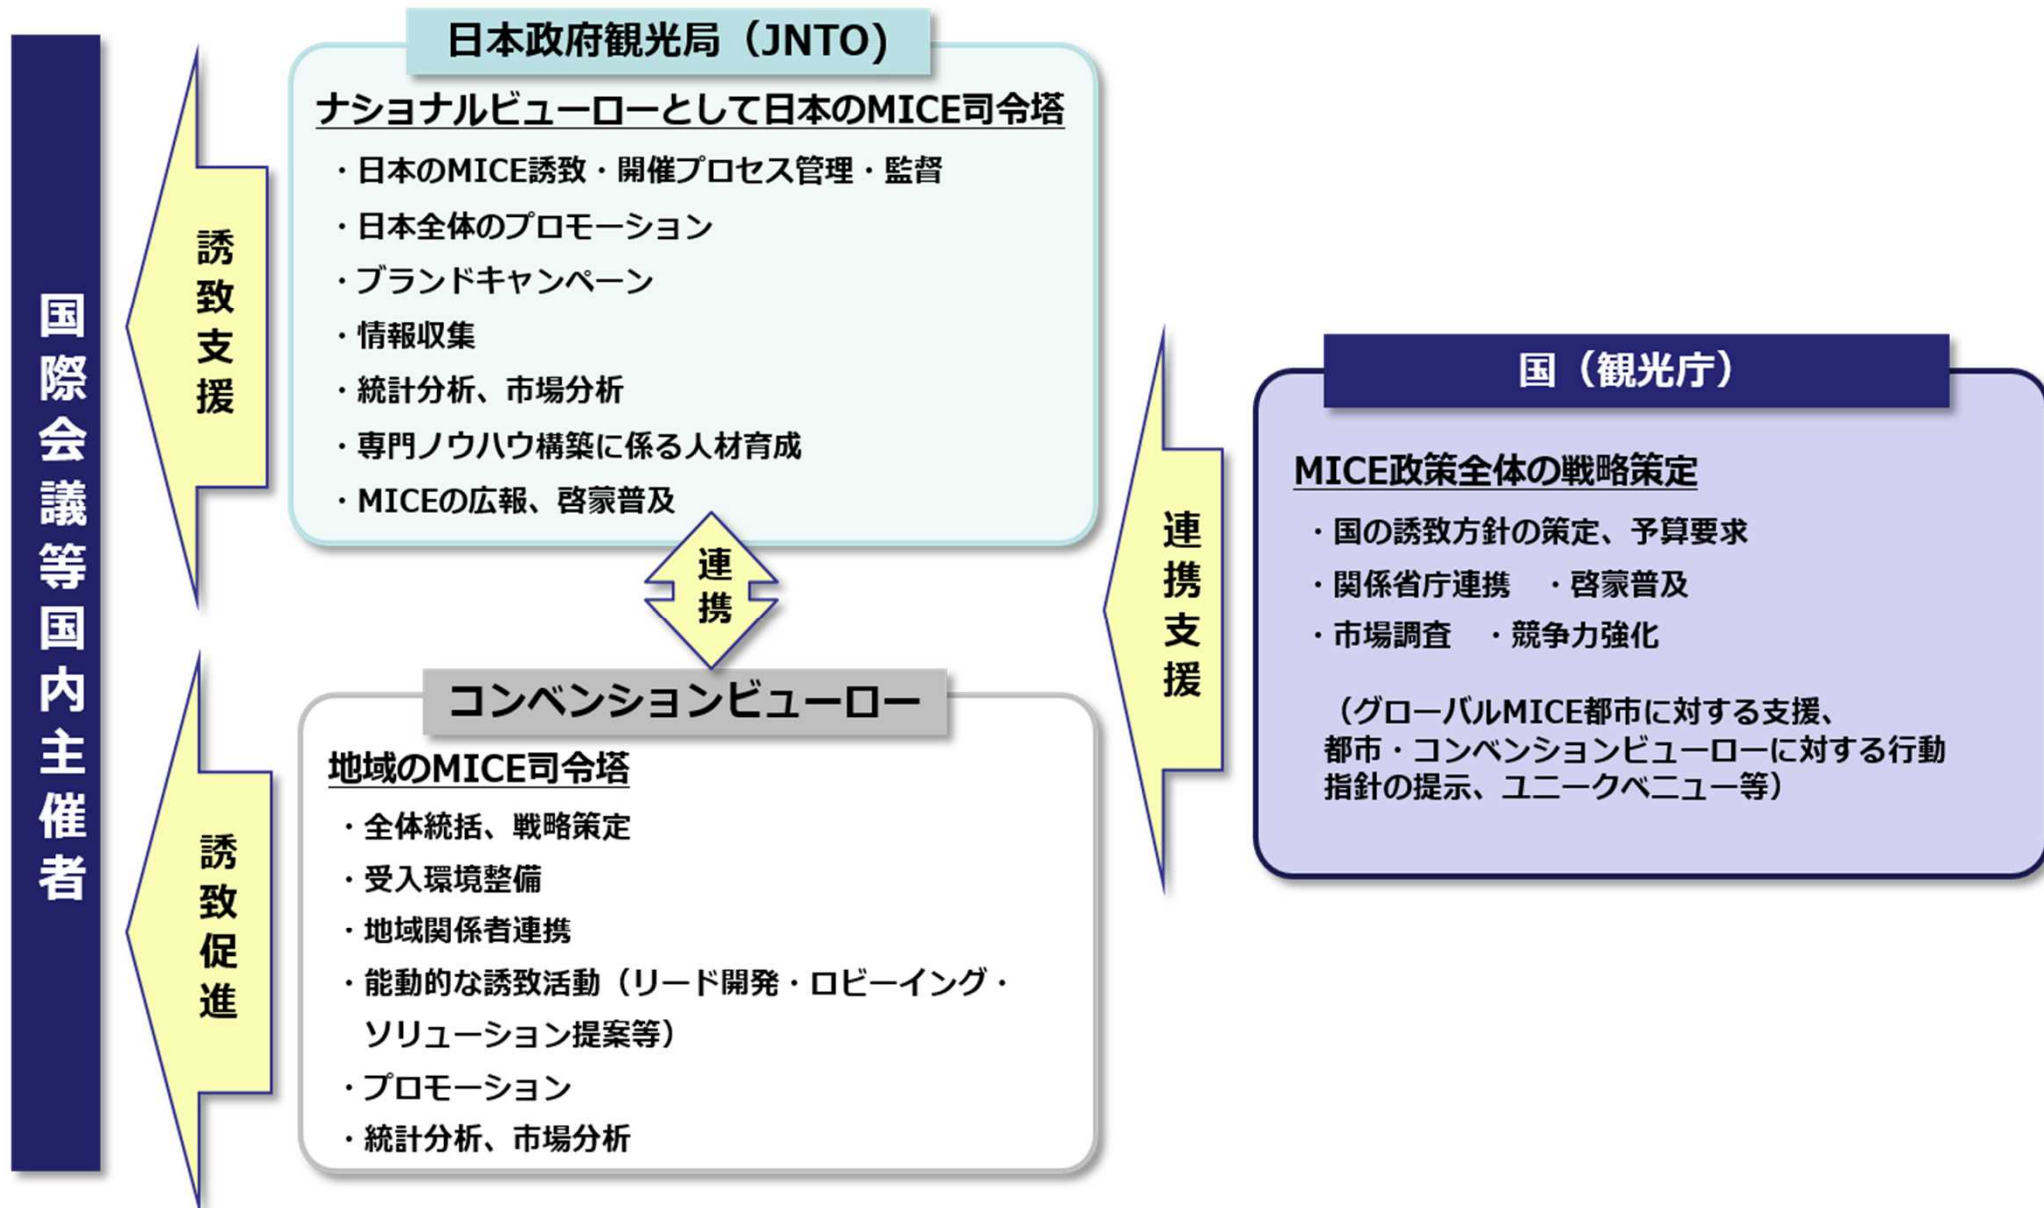 国際会議等国内主催者
誘致支援
日本政府観光局（JNTO)
ナショナルビューローとして日本のMICE司令塔
・日本のMICE誘致・開催プロセス管理・監督
・日本全体のプロモーション
・ブランドキャンペーン
・情報収集
・統計分析、市場分析
・専門ノウハウ構築に係る人材育成
・MICEの広報、啓蒙普及
連携
誘致促進
コンベンションビューロー
地域のMICE司令塔
・全体統括、戦略策定
・受入環境整備
・地域関係者連携
・能動的な誘致活動（リード開発・ロビーイング・
ソリューション提案等）
・プロモーション
・統計分析、市場分析
連携支援
国（観光庁）
MICE政策全体の戦略策定
・国の誘致方針の策定、予算要求
・関係省庁連携　・啓蒙普及
・市場調査　・競争力強化
（グローバルMICE都市に対する支援、
都市・コンベンションビューローに対する行動
指針の提示、ユニークベニュー等）